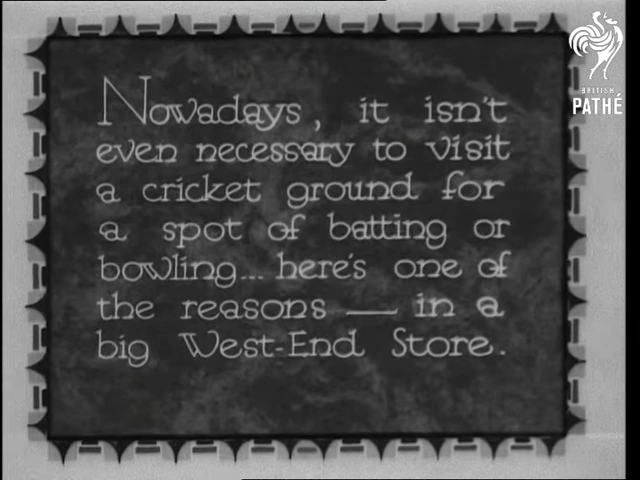 Nowadays, it isn't
even necessary to visit
a cricket ground for
a spot of batting or
bowling... here's one of
the reasons — in a
big West-End Store.
BRITISH
PATHÉ